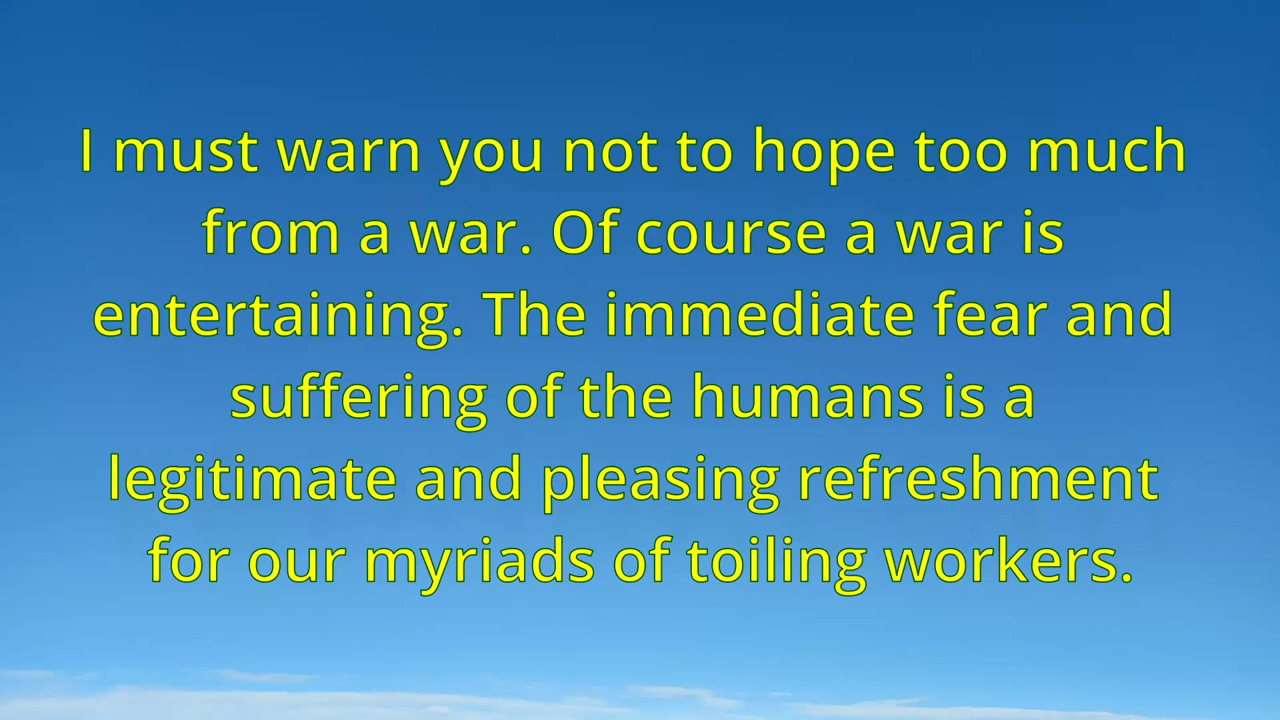 I must warn you not to hope too much
from a war. Of course a war is
entertaining. The immediate fear and
suffering of the humans is a
legitimate and pleasing refreshment
for our myriads of toiling workers.